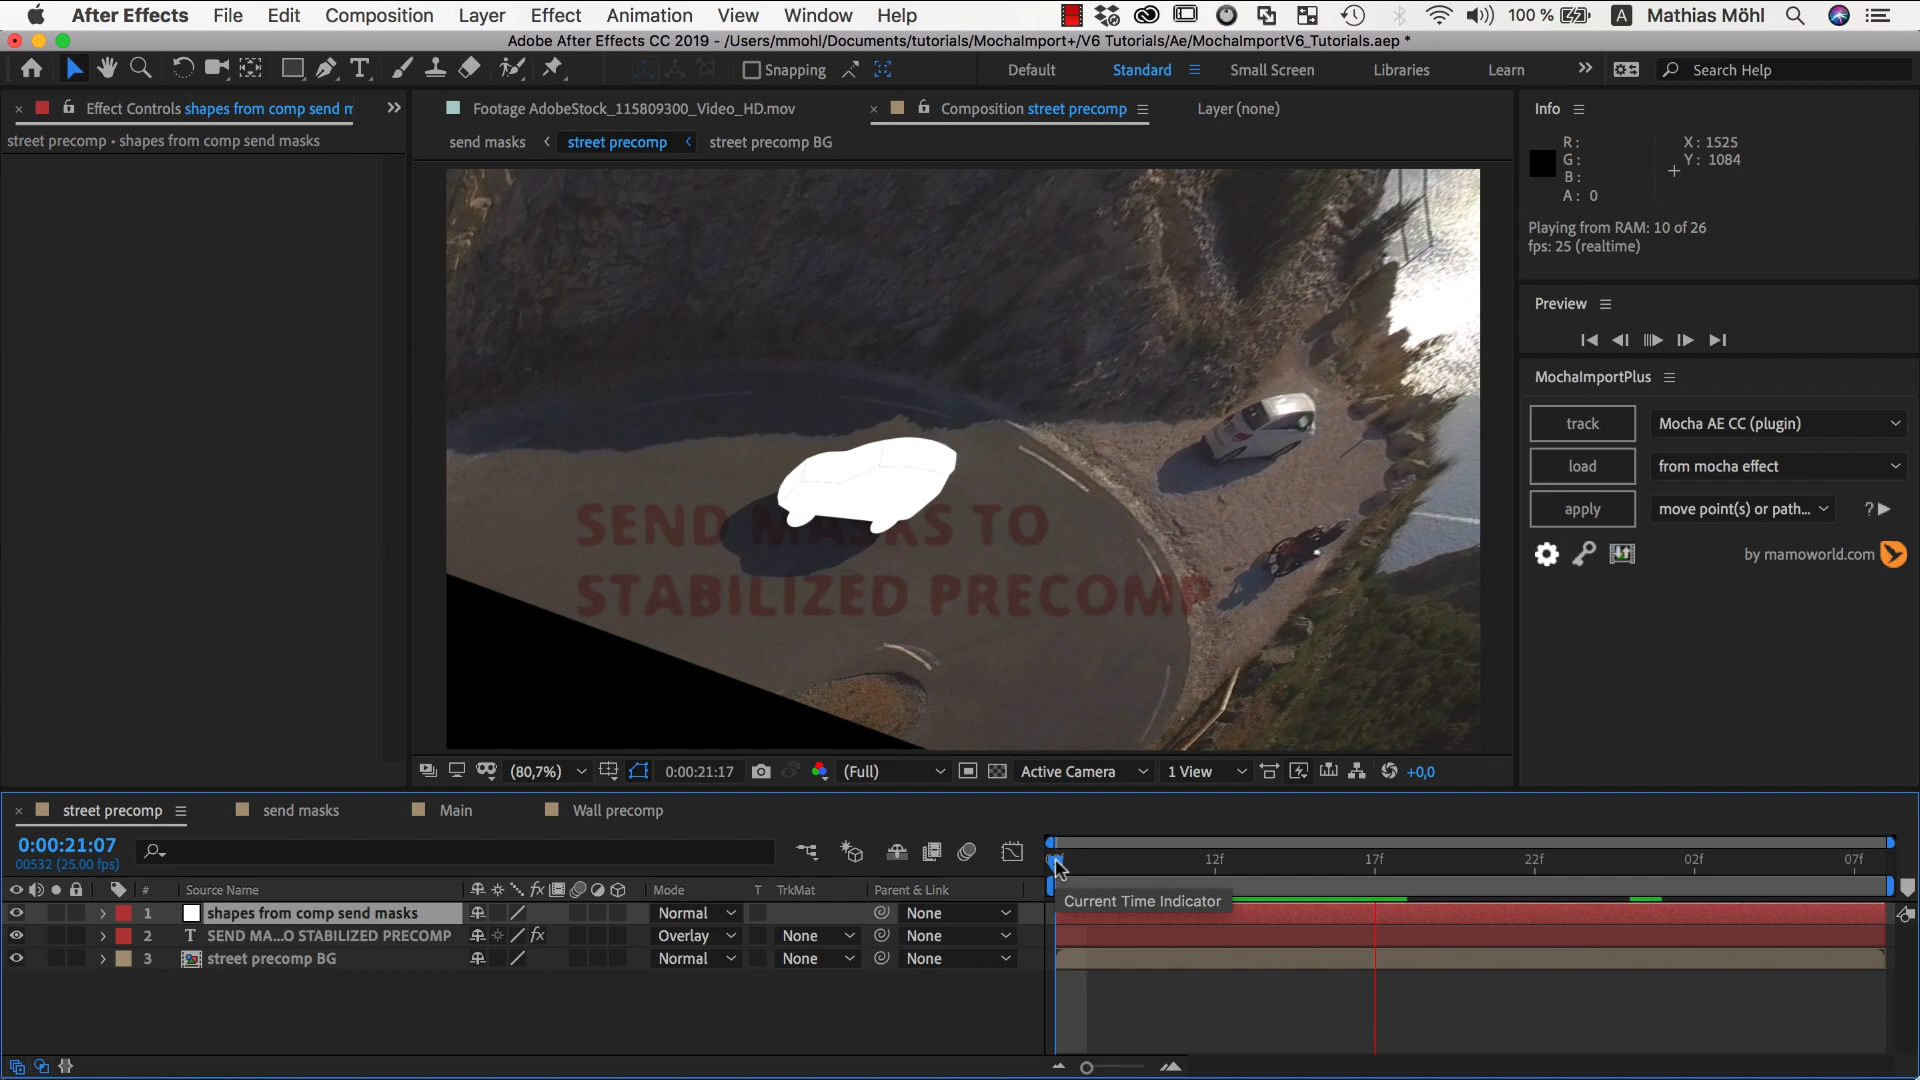 After Effects File Edit Composition Layer Effect Animation View Window Help 100 % A Mathias Möhl
Adobe After Effects CC 2019 - /Users/mmohl/Documents/tutorials/MochaImport+/V6 Tutorials/Ae/MochaImportV6_Tutorials.aep *
Snapping Default Standard Small Screen Libraries Learn Search Help
Effect Controls shapes from comp send m
Footage AdobeStock_115809300_Video_HD.mov Composition street precomp Layer (none) Info
street precomp • shapes from comp send masks
send masks street precomp street precomp BG
R: X: 1525
G: Y: 1084
B:
A: 0
Playing from RAM: 10 of 26
fps: 25 (realtime)
Preview
MochaImportPlus
track Mocha AE CC (plugin)
load from mocha effect
apply move point(s) or path... ?
by mamoworld.com
SEND MASKS TO
STABILIZED PRECOMP
(80,7%) 0:00:21:17 (Full) Active Camera 1 View +0,0
street precomp send masks Main Wall precomp
0:00:21:07
00532 (25.00 fps)
12f 17f 22f 02f 07f
# Source Name fx Mode T TrkMat Parent & Link
Current Time Indicator
1 shapes from comp send masks Normal None
2 T SEND MA...O STABILIZED PRECOMP fx Overlay None None
3 street precomp BG Normal None None